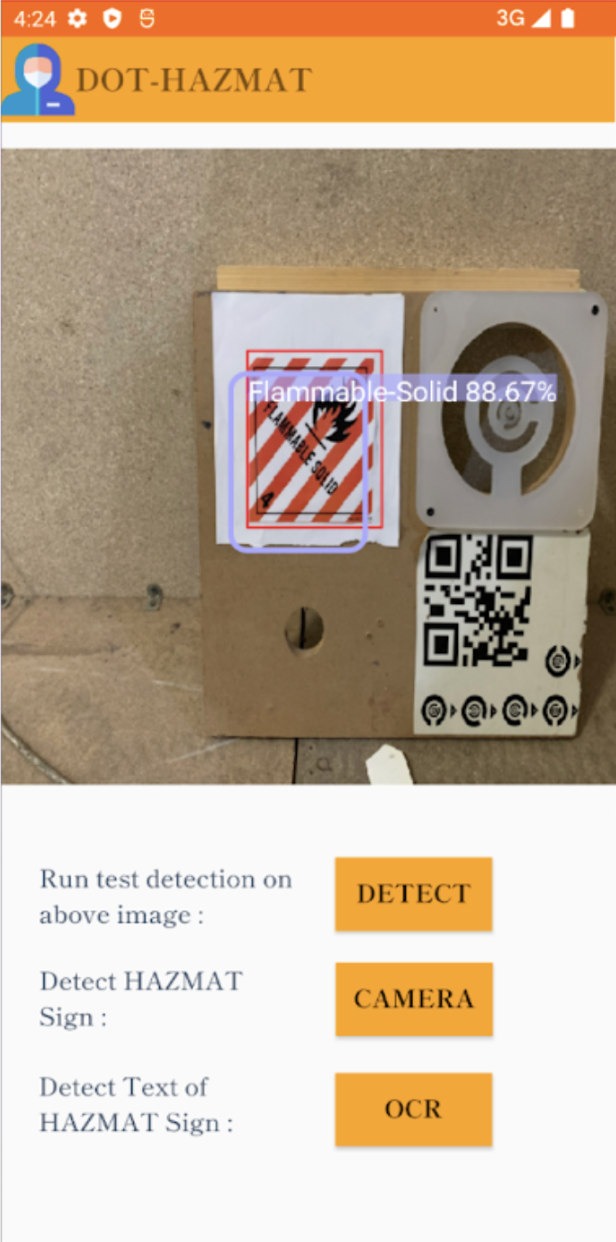 4:24
3G
DOT-HAZMAT
Flammable-Solid 88.67%
FLAMMABLE SOLID
4
Run test detection on
above image :
DETECT
Detect HAZMAT
Sign :
CAMERA
Detect Text of
HAZMAT Sign :
OCR